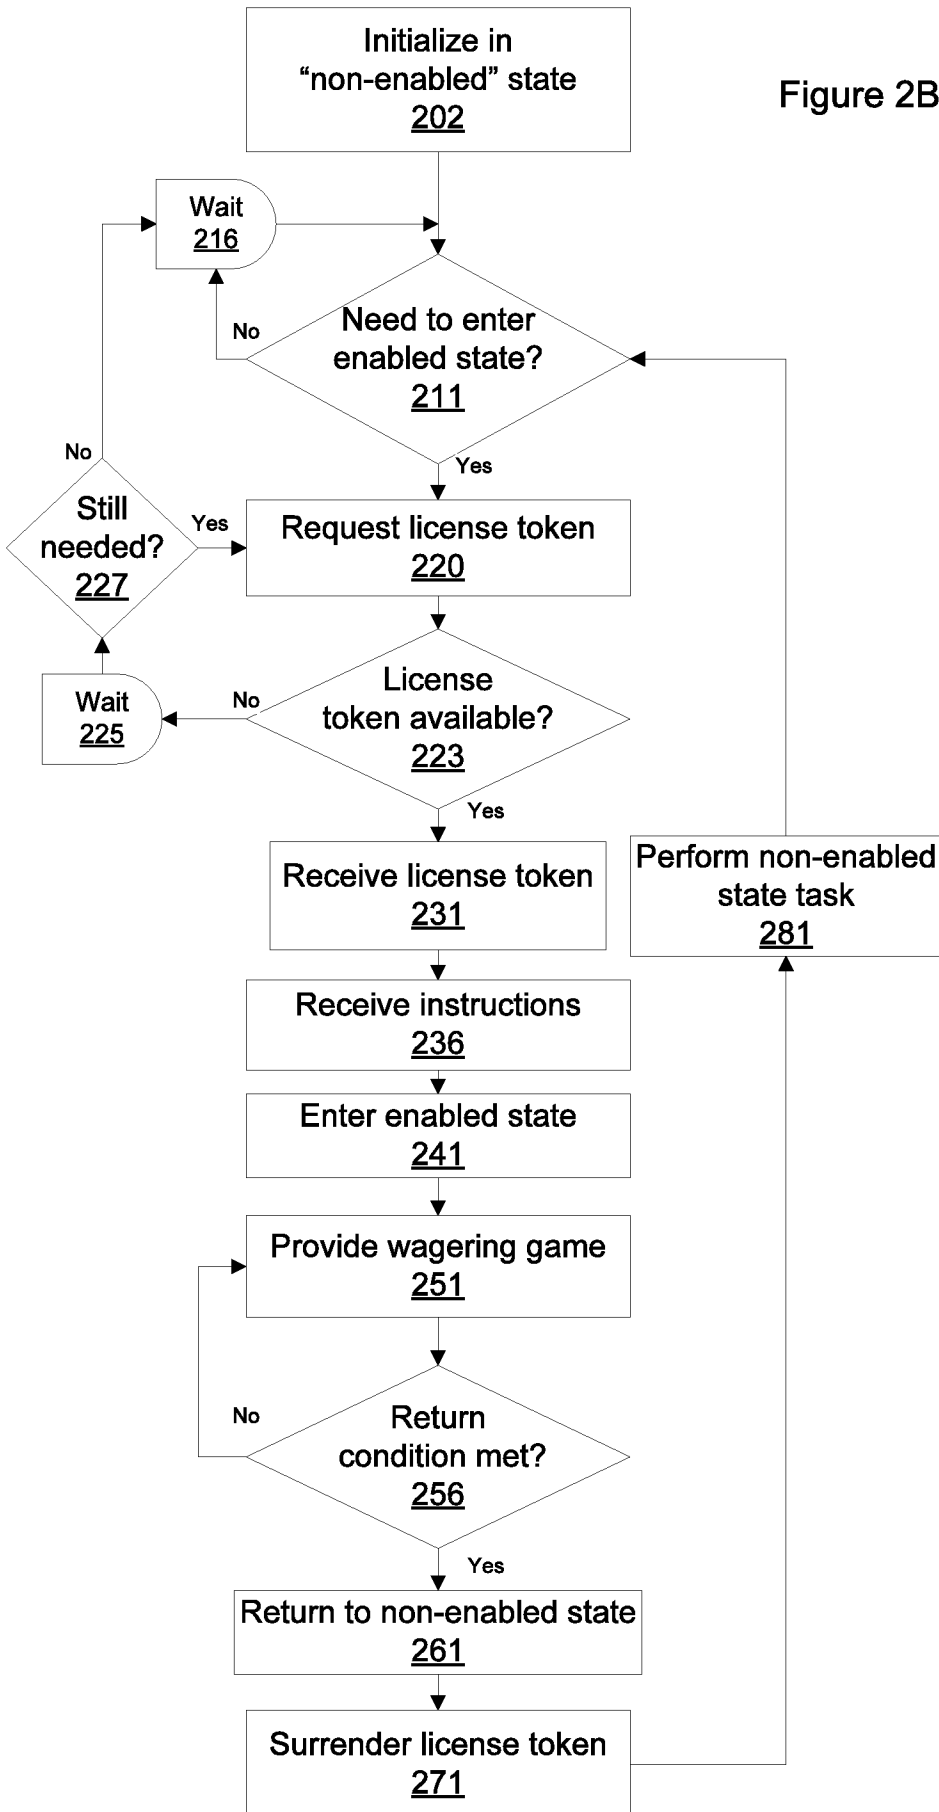 Initialize in
“non-enabled” state
202
Figure 2B
Wait
216
No
Need to enter
enabled state?
211
Yes
No
Still
needed?
227
Yes
Request license token
220
License
token available?
223
No
Wait
225
Yes
Receive license token
231
Perform non-enabled
state task
281
Receive instructions
236
Enter enabled state
241
Provide wagering game
251
No
Return
condition met?
256
Yes
Return to non-enabled state
261
Surrender license token
271